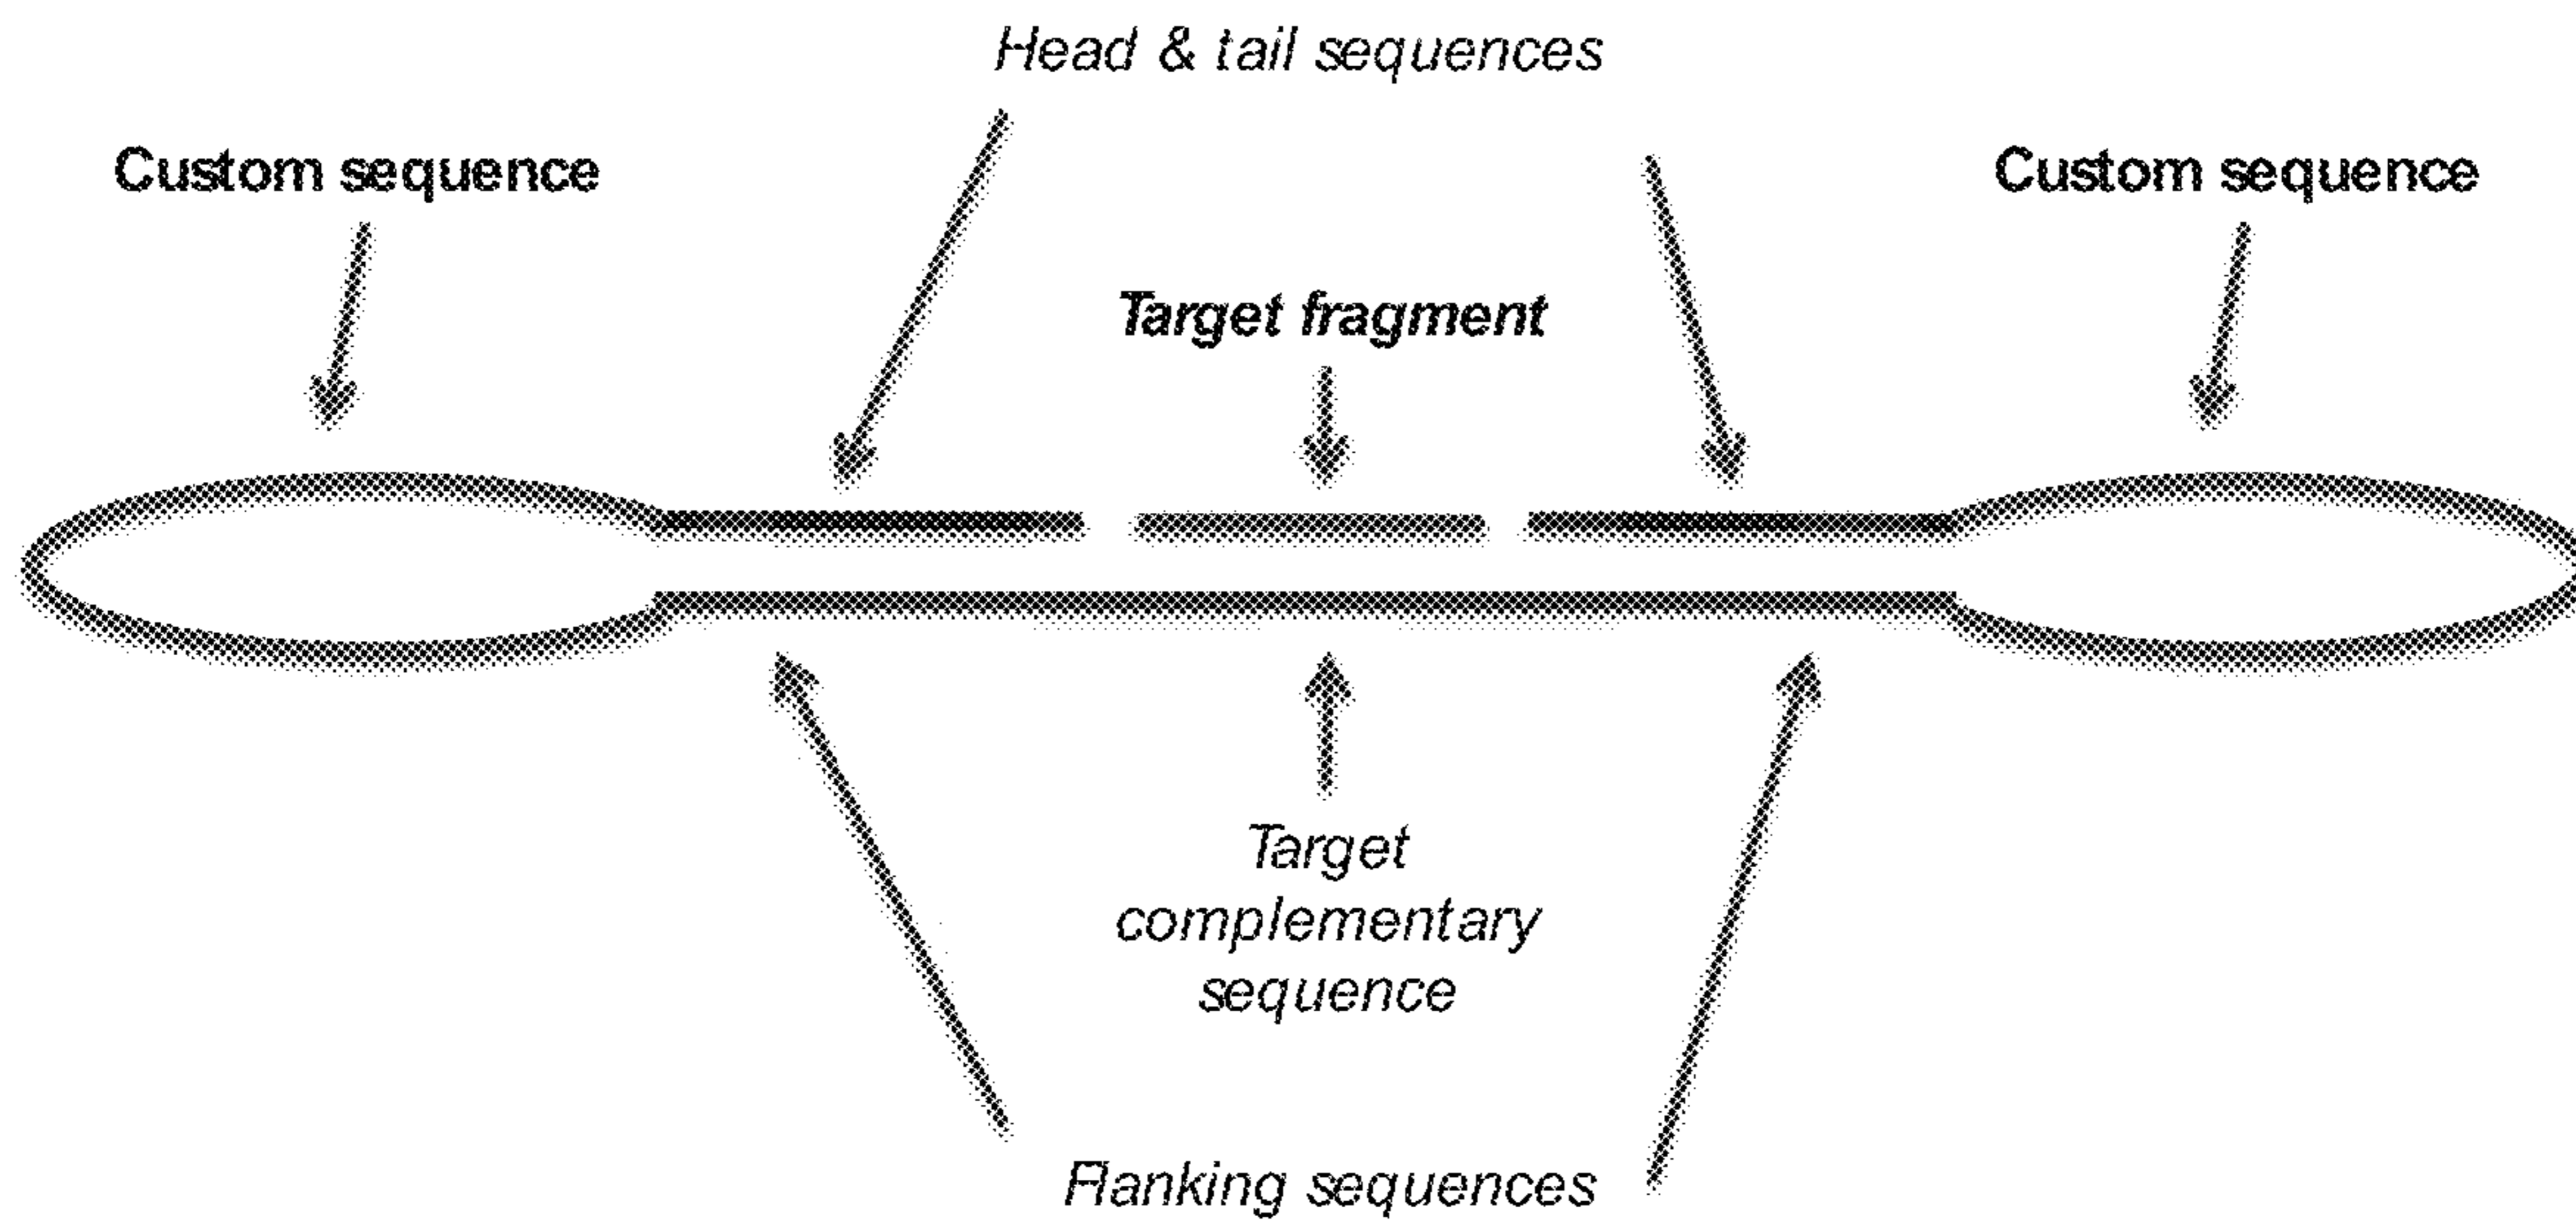 Head & tail sequences
Custom sequence
Custom sequence
Target fragment
Target
complementary
sequence
Flanking sequences